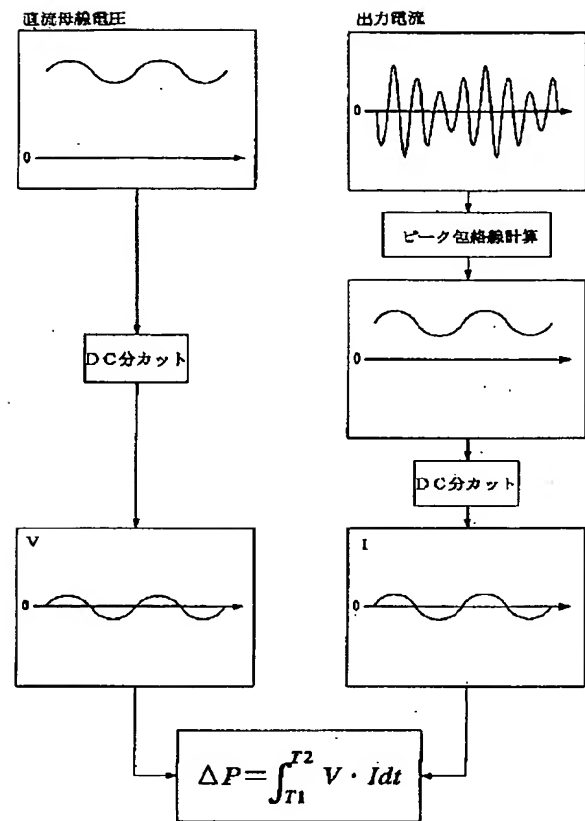 直流母線電圧
0
出力電流
0
ピーク包絡線計算
0
DC分カット
DC分カット
V
0
I
0
ΔP=∫_{T1}^{T2} V・Idt